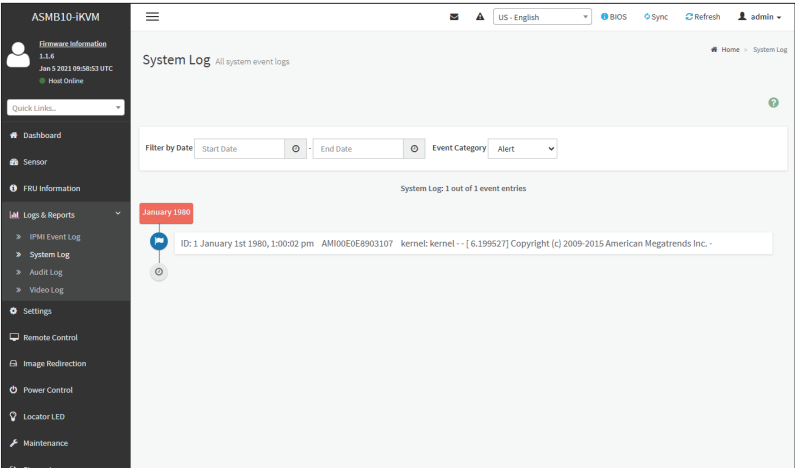 ASMB10-iKVM
US - English
BIOS
Sync
Refresh
admin
Firmware Information
1.1.6
Jan 5 2021 09:58:53 UTC
Host Online
System Log All system event logs
Home > System Log
Quick Links..
Dashboard
Sensor
FRU Information
Logs & Reports
» IPMI Event Log
» System Log
» Audit Log
» Video Log
Settings
Remote Control
Image Redirection
Power Control
Locator LED
Maintenance
Filter by Date Start Date - End Date Event Category Alert
System Log: 1 out of 1 event entries
January 1980
ID: 1 January 1st 1980, 1:00:02 pm AMI00E0E8903107 kernel: kernel - - [ 6.199527] Copyright (c) 2009-2015 American Megatrends Inc. -